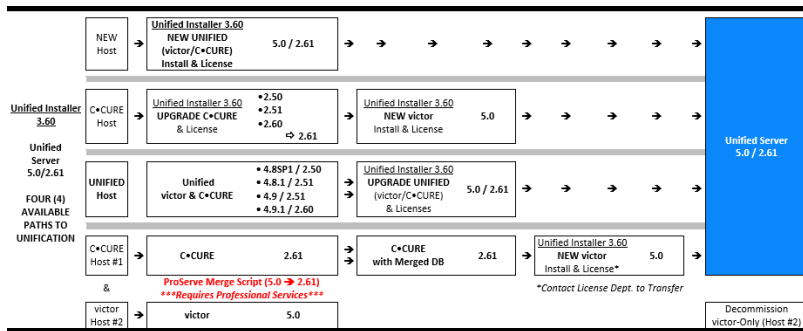 Unified Installer
3.60
Unified
Server
5.0/2.61
FOUR (4)
AVAILABLE
PATHS TO
UNIFICATION
NEW
Host
➔
Unified Installer 3.60
NEW UNIFIED
(victor/C•CURE)
Install & License
5.0 / 2.61
➔ ➔ ➔ ➔ ➔ ➔ ➔ ➔ ➔
C•CURE
Host
➔
Unified Installer 3.60
UPGRADE C•CURE
& License
•2.50
•2.51
•2.60
⇨ 2.61
➔
Unified Installer 3.60
NEW victor
Install & License
5.0
➔ ➔ ➔ ➔ ➔
UNIFIED
Host
➔
Unified
victor & C•CURE
• 4.8SP1 / 2.50
• 4.8.1 / 2.51
• 4.9 / 2.51
• 4.9.1 / 2.60
➔
➔
Unified Installer 3.60
UPGRADE UNIFIED
(victor/C•CURE)
& Licenses
5.0 / 2.61
➔ ➔ ➔ ➔ ➔
C•CURE
Host #1
➔
C•CURE
2.61
➔
➔
C•CURE
with Merged DB
2.61
➔
Unified Installer 3.60
NEW victor
Install & License*
5.0
➔
&
ProServe Merge Script (5.0 ➔ 2.61)
***Requires Professional Services***
*Contact License Dept. to Transfer
victor
Host #2
➔
victor
5.0
Unified Server
5.0 / 2.61
Decommission
victor-Only (Host #2)